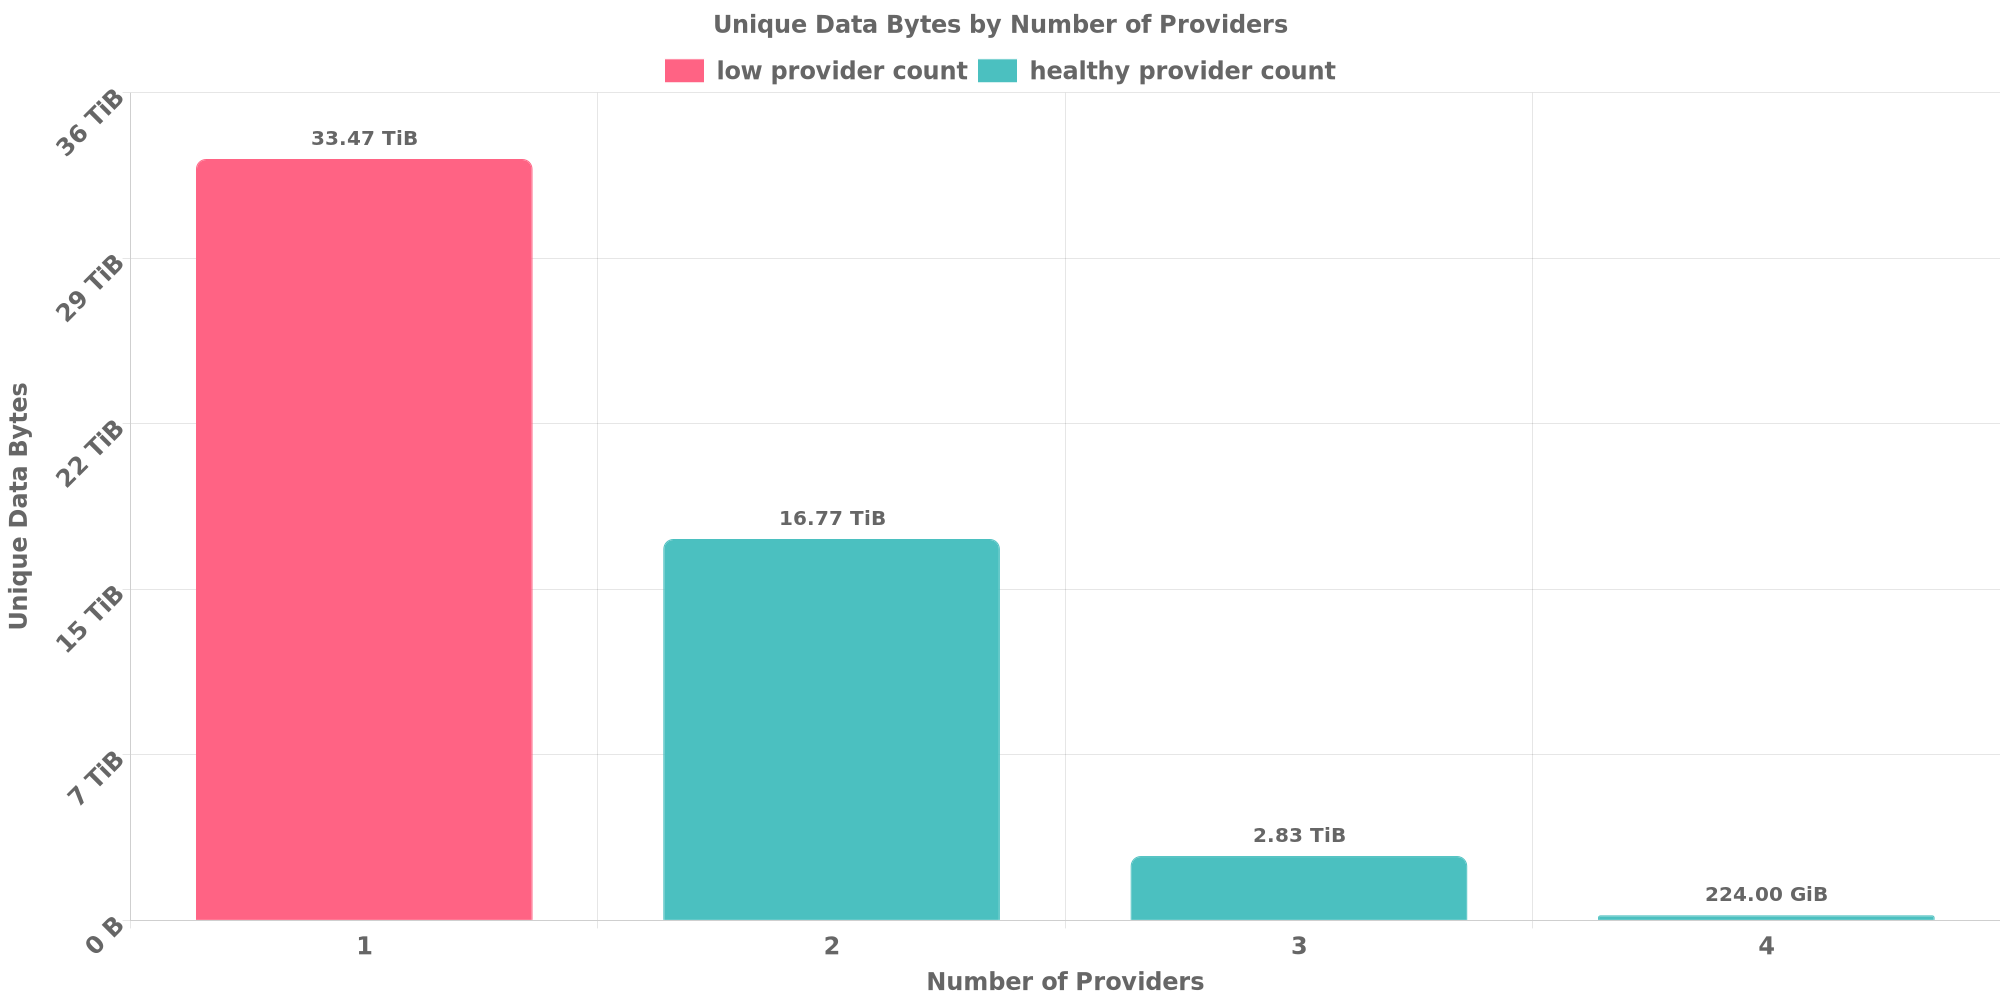 Unique Data Bytes by Number of Providers
low provider count healthy provider count
36 TiB
29 TiB
22 TiB
15 TiB
7 TiB
0 B
Unique Data Bytes
33.47 TiB
16.77 TiB
2.83 TiB
224.00 GiB
1 2 3 4
Number of Providers